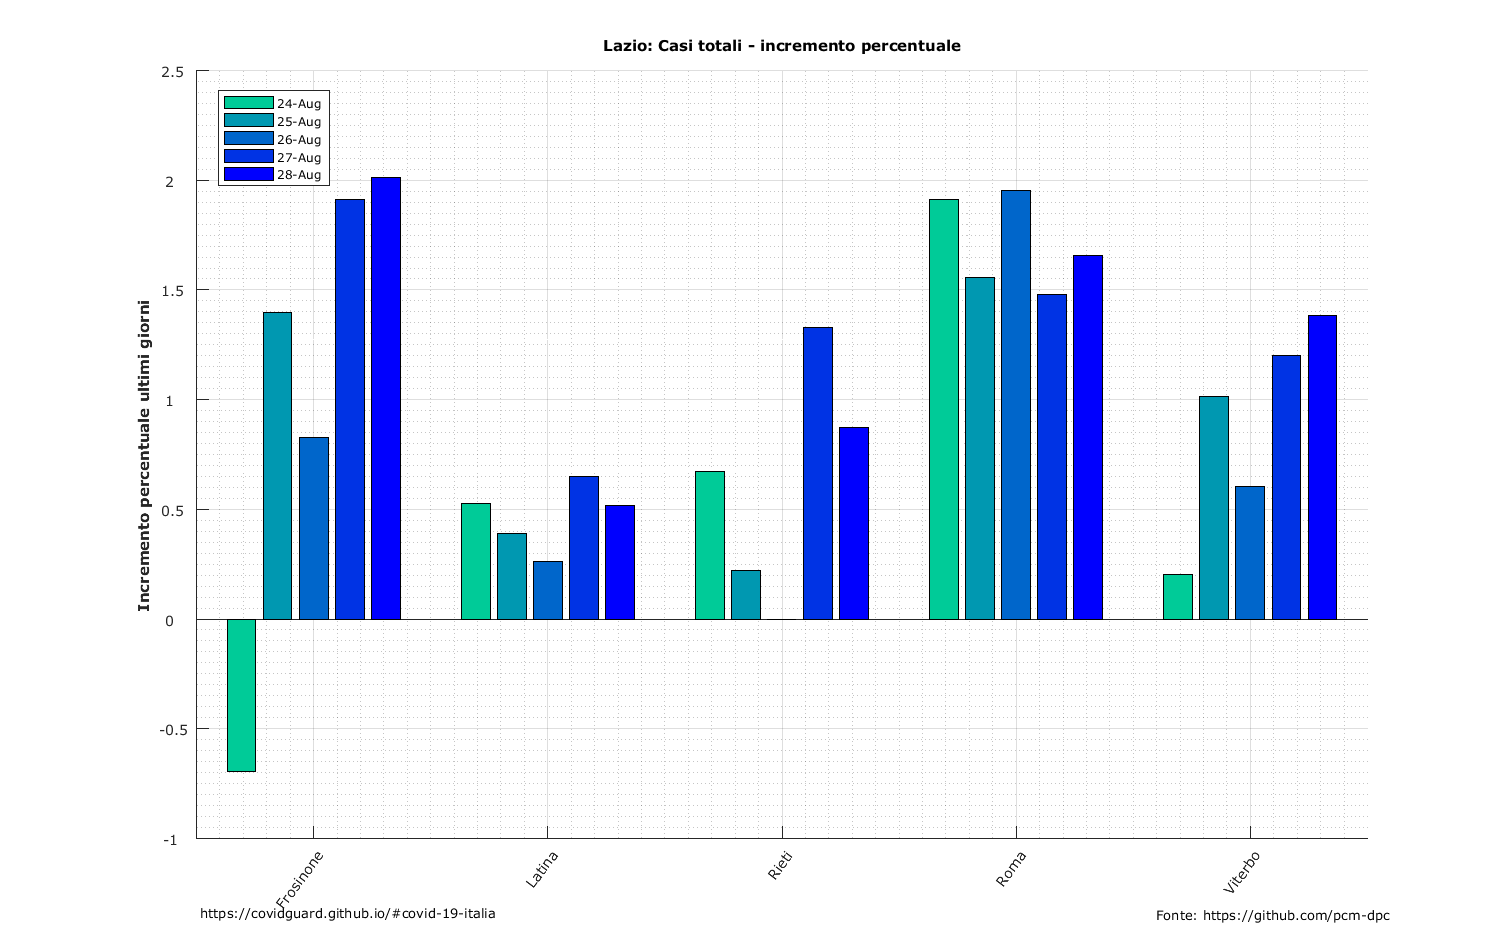 Lazio: Casi totali - incremento percentuale
2.5
2
1.5
1
0.5
0
-0.5
-1
Incremento percentuale ultimi giorni
24-Aug
25-Aug
26-Aug
27-Aug
28-Aug
Frosinone
Latina
Rieti
Roma
Viterbo
https://covidguard.github.io/#covid-19-italia
Fonte: https://github.com/pcm-dpc